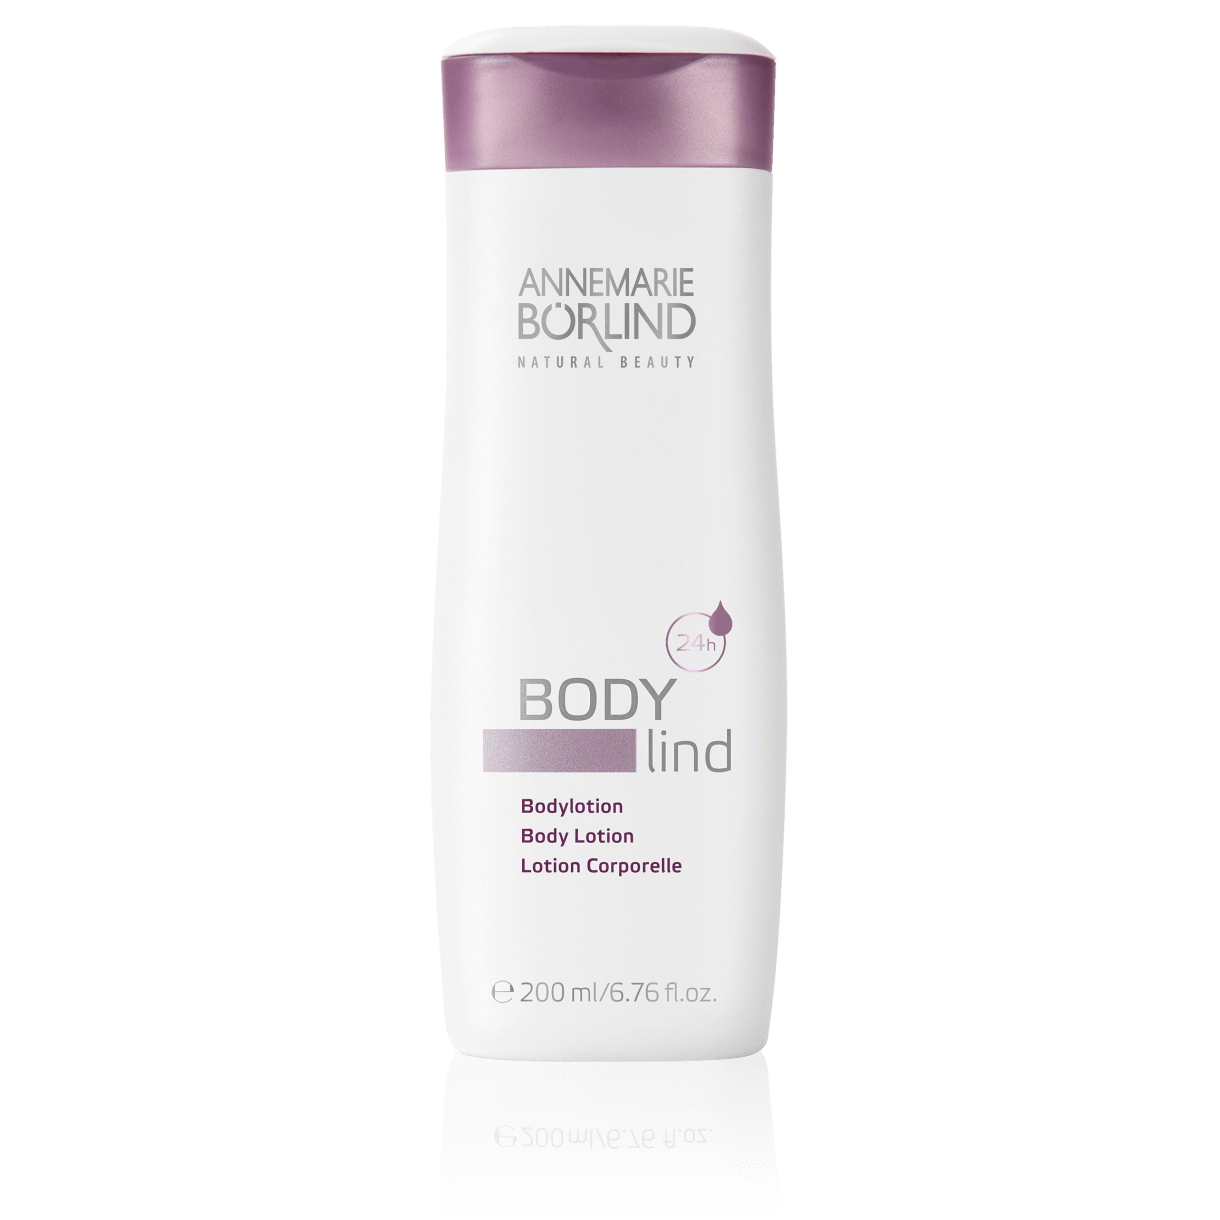 ANNEMARIE
BÖRLIND
NATURAL BEAUTY
24h
BODY
lind
Bodylotion
Body Lotion
Lotion Corporelle
℮ 200 ml/6.76 fl.oz.